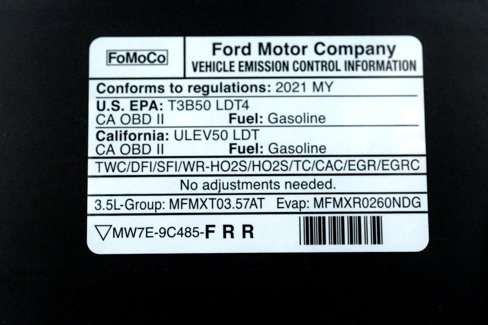 FoMoCo
Ford Motor Company
VEHICLE EMISSION CONTROL INFORMATION
Conforms to regulations: 2021 MY
U.S. EPA: T3B50 LDT4
CA OBD II Fuel: Gasoline
California: ULEV50 LDT
CA OBD II Fuel: Gasoline
TWC/DFI/SFI/WR-HO2S/HO2S/TC/CAC/EGR/EGRC
No adjustments needed.
3.5L-Group: MFMXT03.57AT Evap: MFMXR0260NDG
▽MW7E-9C485-F R R